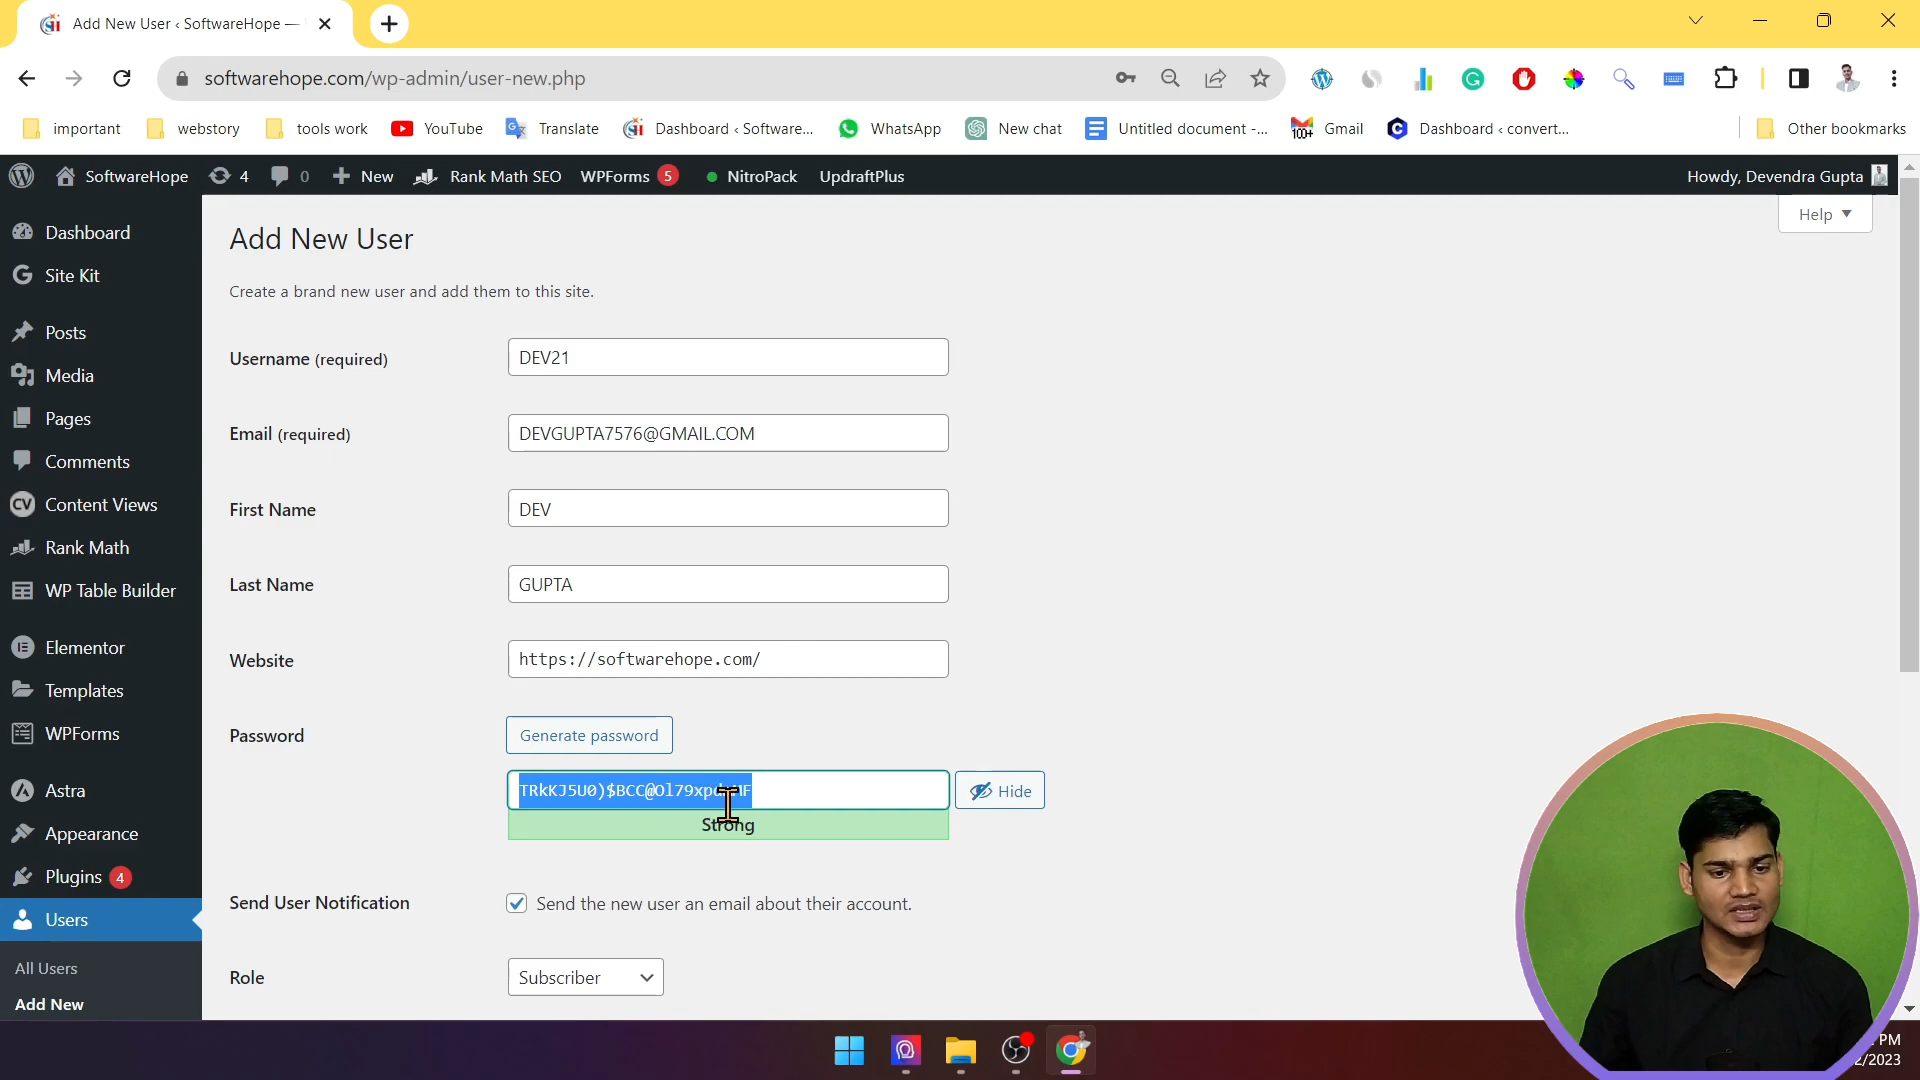 Add New User ‹ SoftwareHope —
softwarehope.com/wp-admin/user-new.php
important
webstory
tools work
YouTube
Translate
Dashboard ‹ Software...
WhatsApp
New chat
Untitled document -...
100+
Gmail
Dashboard ‹ convert...
Other bookmarks
SoftwareHope
4
0
New
Rank Math SEO
WPForms 5
NitroPack
UpdraftPlus
Howdy, Devendra Gupta
Help
Dashboard
Site Kit
Posts
Media
Pages
Comments
Content Views
Rank Math
WP Table Builder
Elementor
Templates
WPForms
Astra
Appearance
Plugins 4
Users
All Users
Add New
Add New User
Create a brand new user and add them to this site.
Username (required)
DEV21
Email (required)
DEVGUPTA7576@GMAIL.COM
First Name
DEV
Last Name
GUPTA
Website
https://softwarehope.com/
Password
Generate password
Hide
Strong
Send User Notification
Send the new user an email about their account.
Role
Subscriber
PM
2/2023